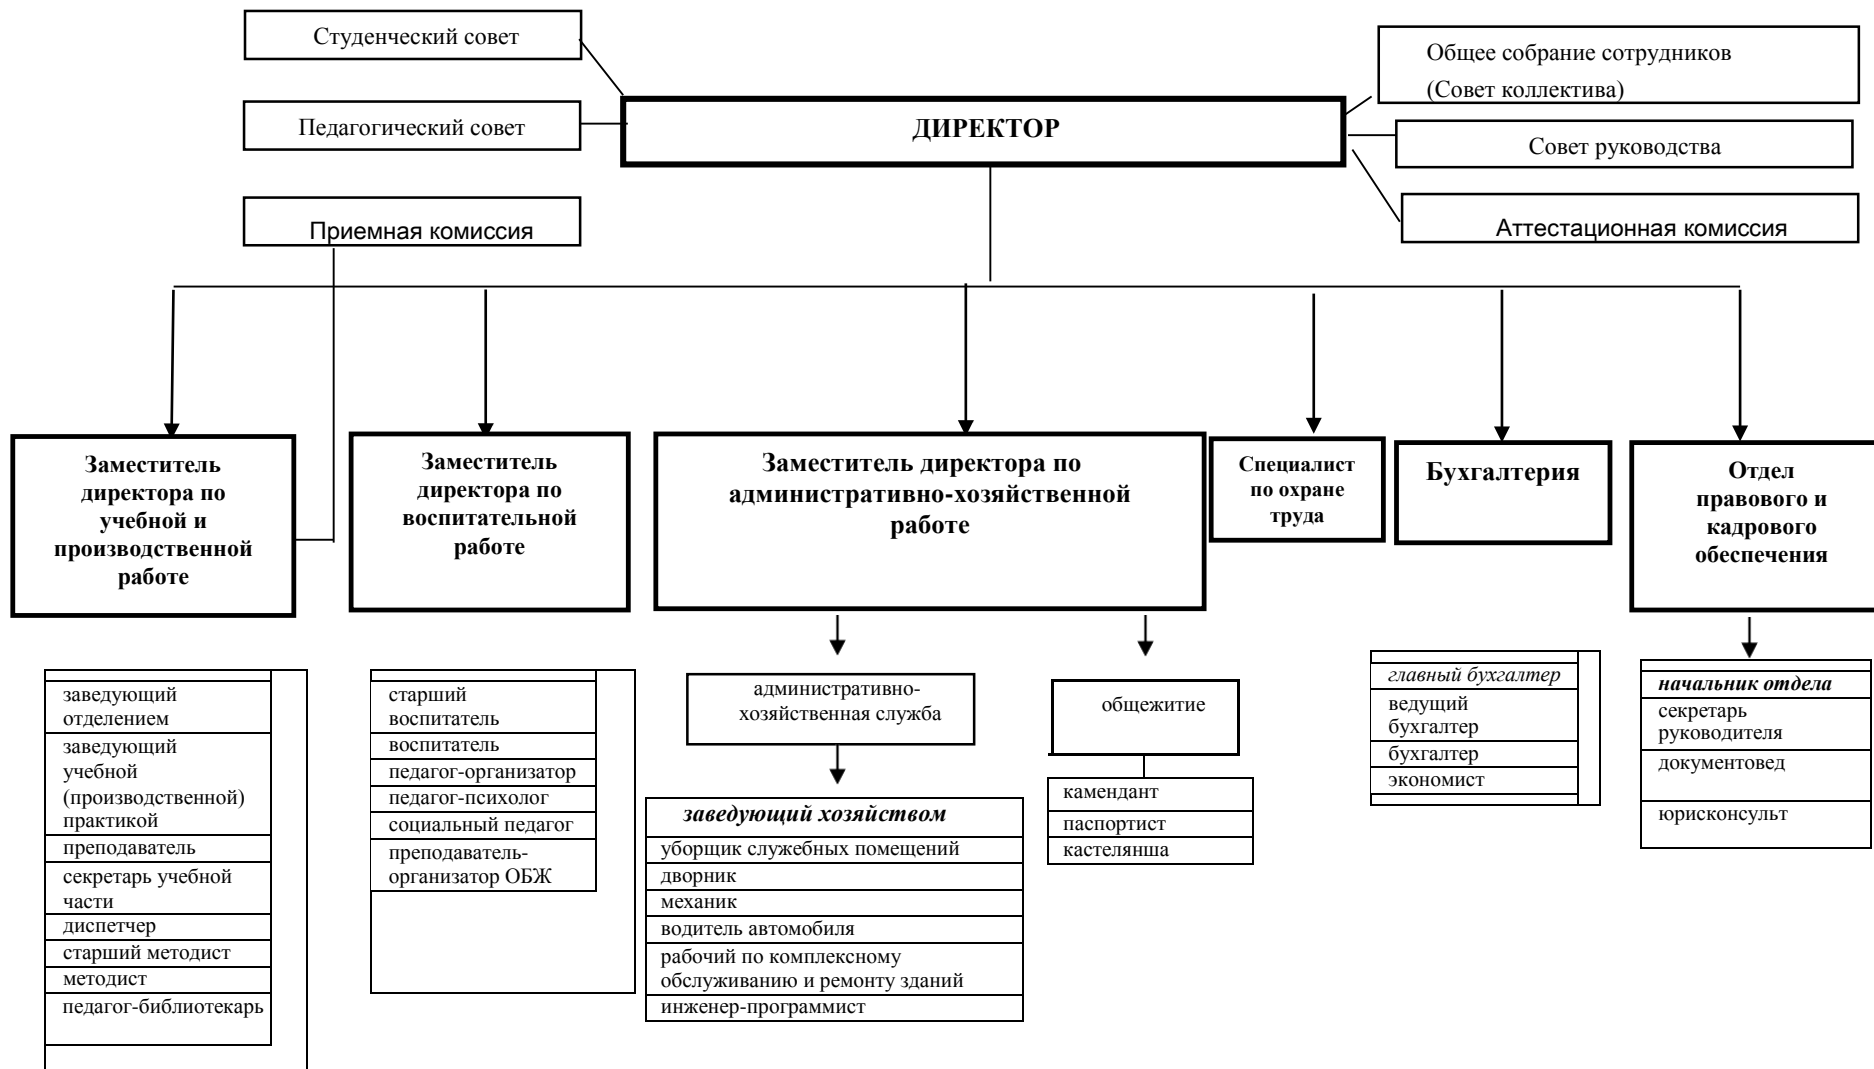 Студенческий совет
Общее собрание сотрудников
(Совет коллектива)
Педагогический совет
ДИРЕКТОР
Совет руководства
Приемная комиссия
Аттестационная комиссия
Заместитель
директора по
учебной и
производственной
работе
Заместитель
директора по
воспитательной
работе
Заместитель директора по
административно-хозяйственной
работе
Специалист
по охране
труда
Бухгалтерия
Отдел
правового и
кадрового
обеспечения
заведующий
отделением
заведующий
учебной
(производственной)
практикой
преподаватель
секретарь учебной
части
диспетчер
старший методист
методист
педагог-библиотекарь
старший
воспитатель
воспитатель
педагог-организатор
педагог-психолог
социальный педагог
преподаватель-
организатор ОБЖ
административно-
хозяйственная служба
заведующий хозяйством
уборщик служебных помещений
дворник
механик
водитель автомобиля
рабочий по комплексному
обслуживанию и ремонту зданий
инженер-программист
общежитие
камендант
паспортист
кастелянша
главный бухгалтер
ведущий
бухгалтер
бухгалтер
экономист
начальник отдела
секретарь
руководителя
документовед
юрисконсульт